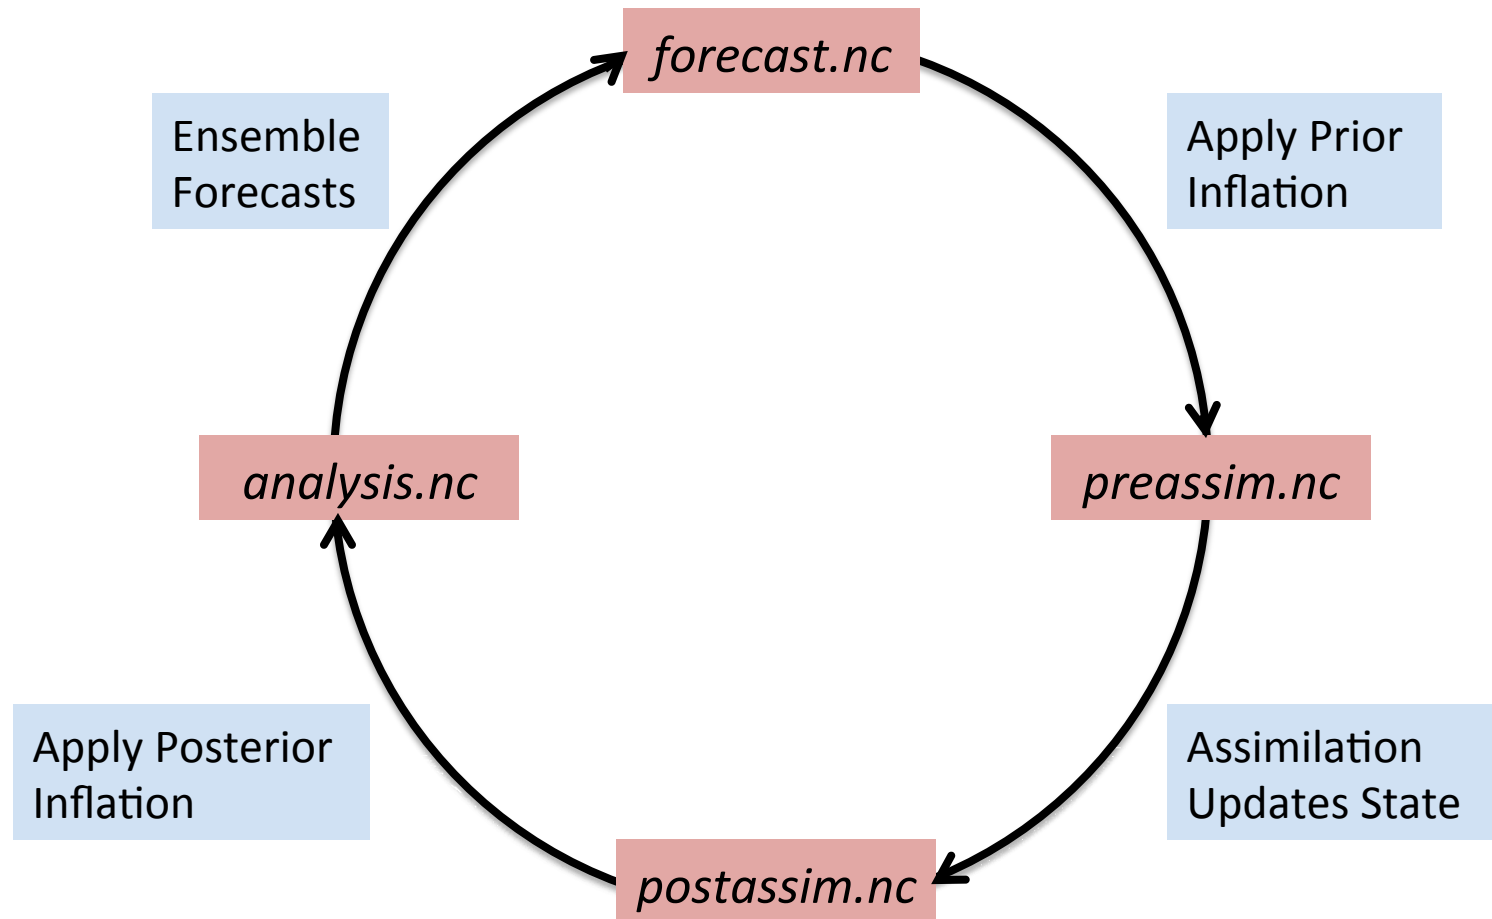 forecast.nc
Ensemble
Forecasts
Apply Prior
Inflation
analysis.nc
preassim.nc
Apply Posterior
Inflation
Assimilation
Updates State
postassim.nc